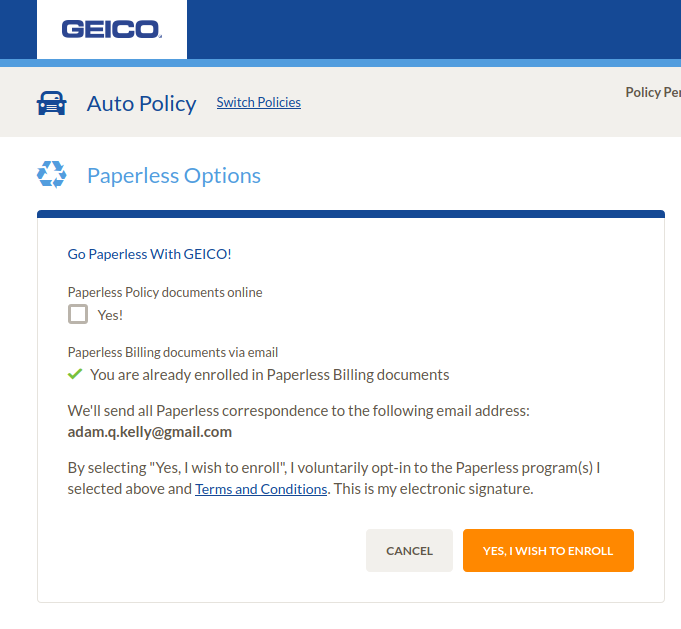 GEICO
Auto Policy Switch Policies
Policy
Paperless Options
Go Paperless With GEICO!
Paperless Policy documents online
Yes!
Paperless Billing documents via email
You are already enrolled in Paperless Billing documents
We'll send all Paperless correspondence to the following email address:
adam.q.kelly@gmail.com
By selecting "Yes, I wish to enroll", I voluntarily opt-in to the Paperless program(s) I
selected above and Terms and Conditions. This is my electronic signature.
CANCEL YES, I WISH TO ENROLL